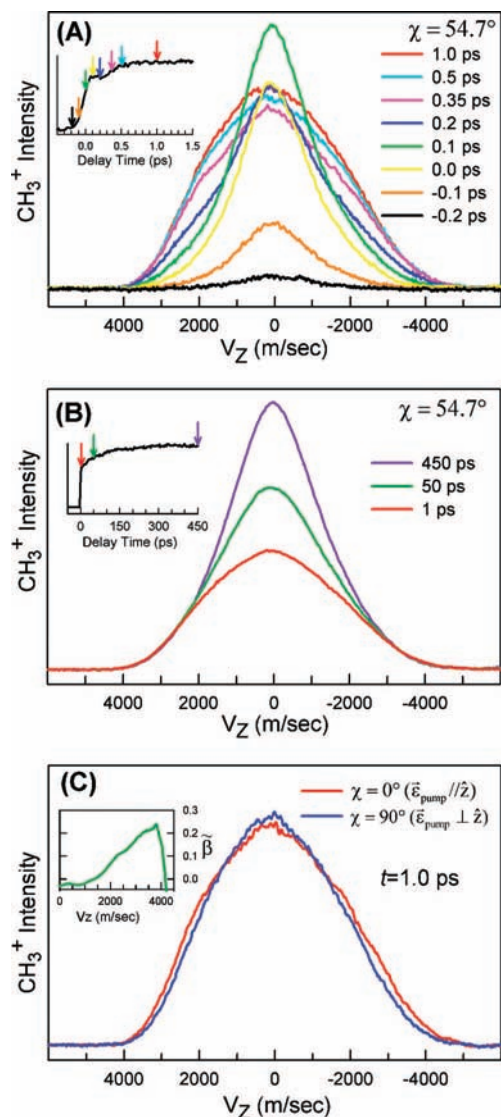 (A)
χ = 54.7°
1.0 ps
0.5 ps
0.35 ps
0.2 ps
0.1 ps
0.0 ps
-0.1 ps
-0.2 ps
0.0 0.5 1.0 1.5
Delay Time (ps)
CH3+ Intensity
4000 2000 0 -2000 -4000
VZ (m/sec)
(B)
χ = 54.7°
450 ps
50 ps
1 ps
0 150 300 450
Delay Time (ps)
CH3+ Intensity
4000 2000 0 -2000 -4000
VZ (m/sec)
(C)
χ = 0° (ε⃗pump // ẑ)
χ = 90° (ε⃗pump ⊥ ẑ)
t=1.0 ps
0.3
0.2
0.1
0.0
β̃
0 2000 4000
Vz (m/sec)
CH3+ Intensity
4000 2000 0 -2000 -4000
VZ (m/sec)